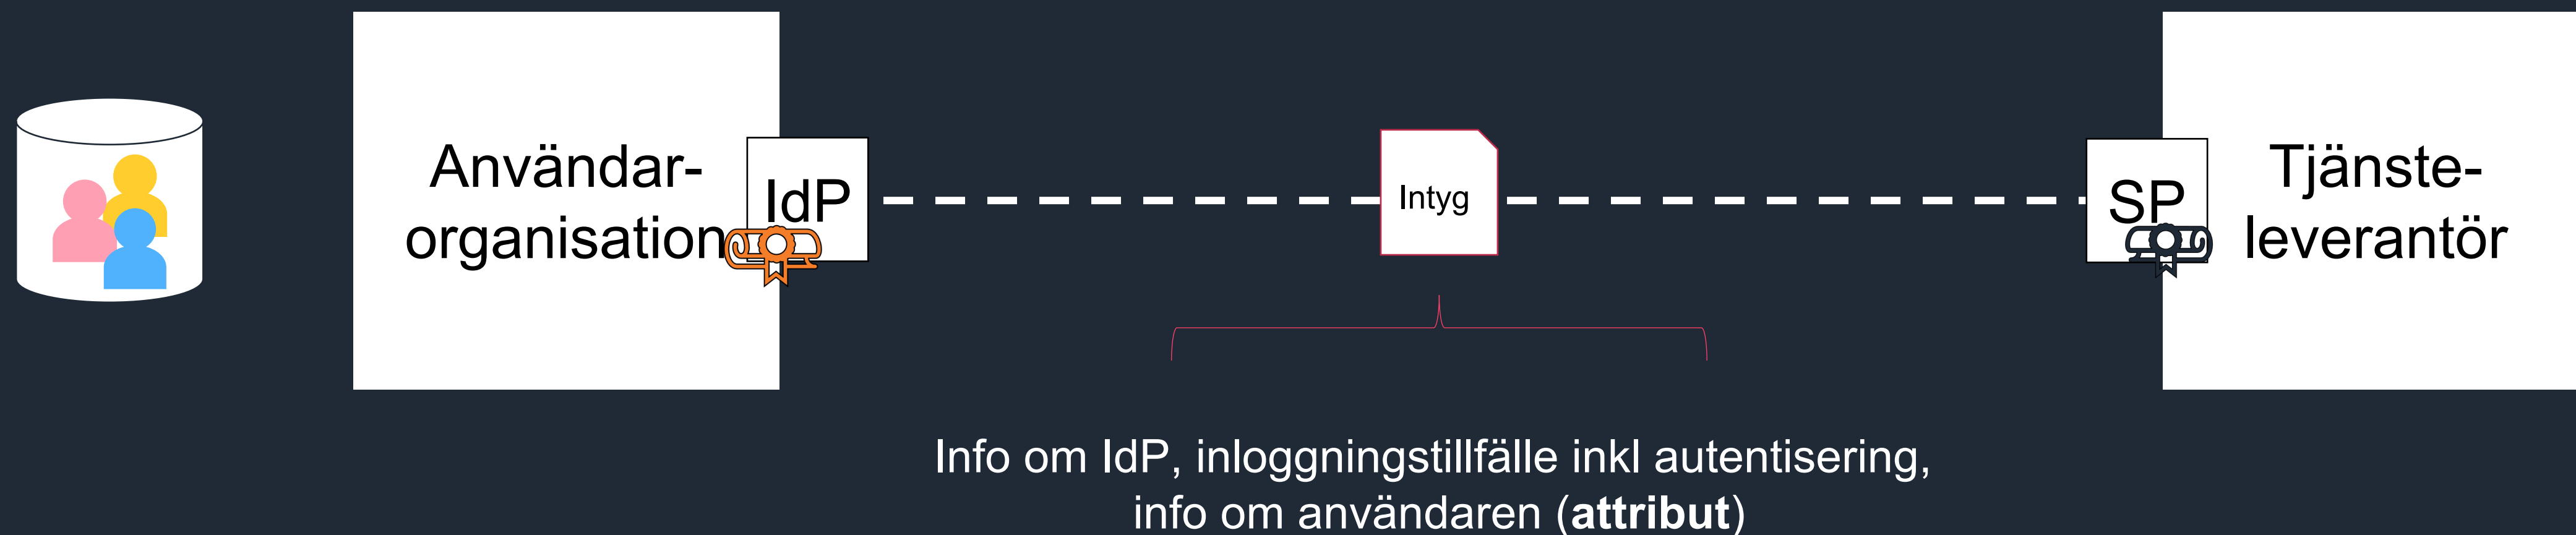 Användar-
organisation
IdP
Intyg
SP
Tjänste-
leverantör
Info om IdP, inloggningstillfälle inkl autentisering,
info om användaren (attribut)